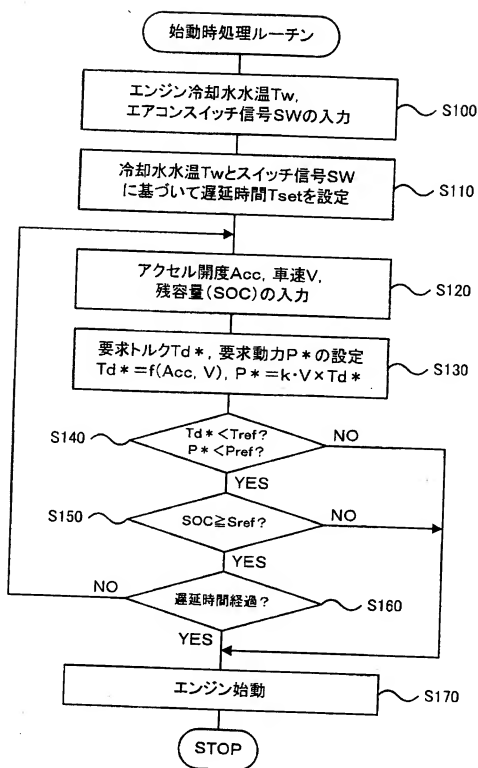 始動時処理ルーチン
エンジン冷却水水温Tw,
エアコンスイッチ信号SWの入力
S100
冷却水水温Twとスイッチ信号SW
に基づいて遅延時間Tsetを設定
S110
アクセル開度Acc, 車速V,
残容量(SOC)の入力
S120
要求トルクTd*, 要求動力P*の設定
Td*=f(Acc, V), P*=k・V×Td*
S130
S140
Td*<Tref?
P*<Pref?
NO
YES
S150
SOC≧Sref?
NO
YES
NO
遅延時間経過?
S160
YES
エンジン始動
S170
STOP